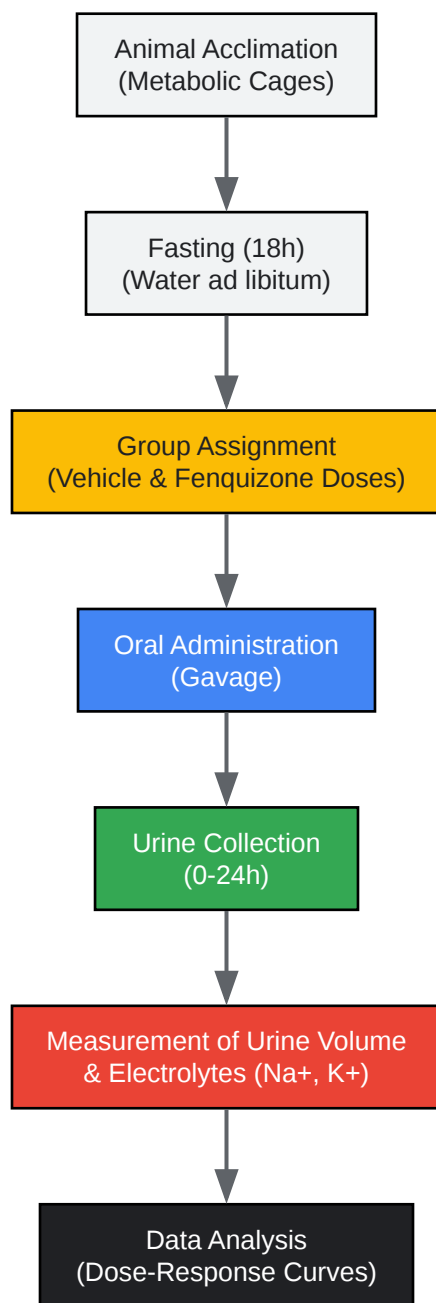 Animal Acclimation
(Metabolic Cages)
Fasting (18h)
(Water ad libitum)
Group Assignment
(Vehicle & Fenquizone Doses)
Oral Administration
(Gavage)
Urine Collection
(0-24h)
Measurement of Urine Volume
& Electrolytes (Na+, K+)
Data Analysis
(Dose-Response Curves)